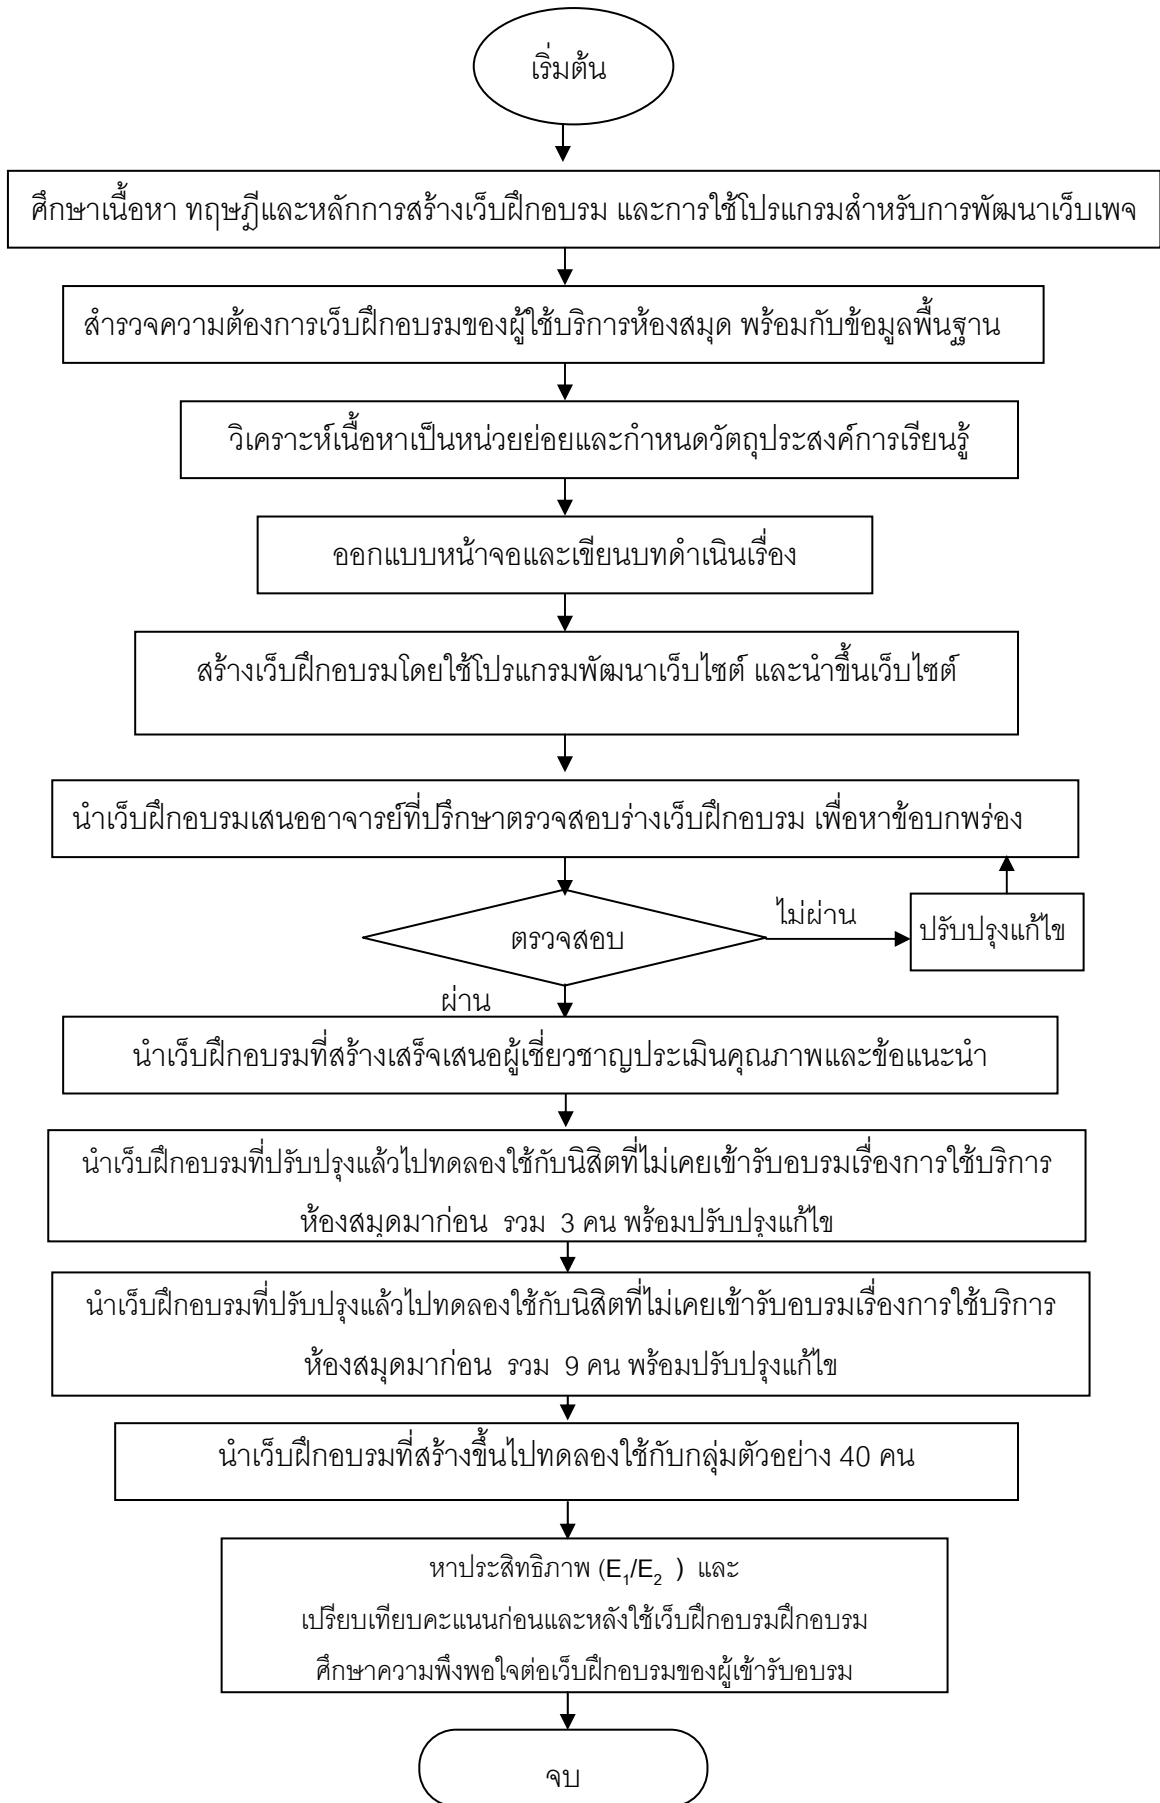 เริ่มต้น
ศึกษาเนื้อหา ทฤษฎีและหลักการสร้างเว็บฝึกอบรม และการใช้โปรแกรมสำหรับการพัฒนาเว็บเพจ
สำรวจความต้องการเว็บฝึกอบรมของผู้ใช้บริการห้องสมุด พร้อมกับข้อมูลพื้นฐาน
วิเคราะห์เนื้อหาเป็นหน่วยย่อยและกำหนดวัตถุประสงค์การเรียนรู้
ออกแบบหน้าจอและเขียนบทดำเนินเรื่อง
สร้างเว็บฝึกอบรมโดยใช้โปรแกรมพัฒนาเว็บไซต์ และนำขึ้นเว็บไซต์
นำเว็บฝึกอบรมเสนออาจารย์ที่ปรึกษาตรวจสอบร่างเว็บฝึกอบรม เพื่อหาข้อบกพร่อง
ตรวจสอบ
ไม่ผ่าน
ปรับปรุงแก้ไข
ผ่าน
นำเว็บฝึกอบรมที่สร้างเสร็จเสนอผู้เชี่ยวชาญประเมินคุณภาพและข้อแนะนำ
นำเว็บฝึกอบรมที่ปรับปรุงแล้วไปทดลองใช้กับนิสิตที่ไม่เคยเข้ารับอบรมเรื่องการใช้บริการ
ห้องสมุดมาก่อน รวม 3 คน พร้อมปรับปรุงแก้ไข
นำเว็บฝึกอบรมที่ปรับปรุงแล้วไปทดลองใช้กับนิสิตที่ไม่เคยเข้ารับอบรมเรื่องการใช้บริการ
ห้องสมุดมาก่อน รวม 9 คน พร้อมปรับปรุงแก้ไข
นำเว็บฝึกอบรมที่สร้างขึ้นไปทดลองใช้กับกลุ่มตัวอย่าง 40 คน
หาประสิทธิภาพ (E₁/E₂ ) และ
เปรียบเทียบคะแนนก่อนและหลังใช้เว็บฝึกอบรมฝึกอบรม
ศึกษาความพึงพอใจต่อเว็บฝึกอบรมของผู้เข้ารับอบรม
จบ